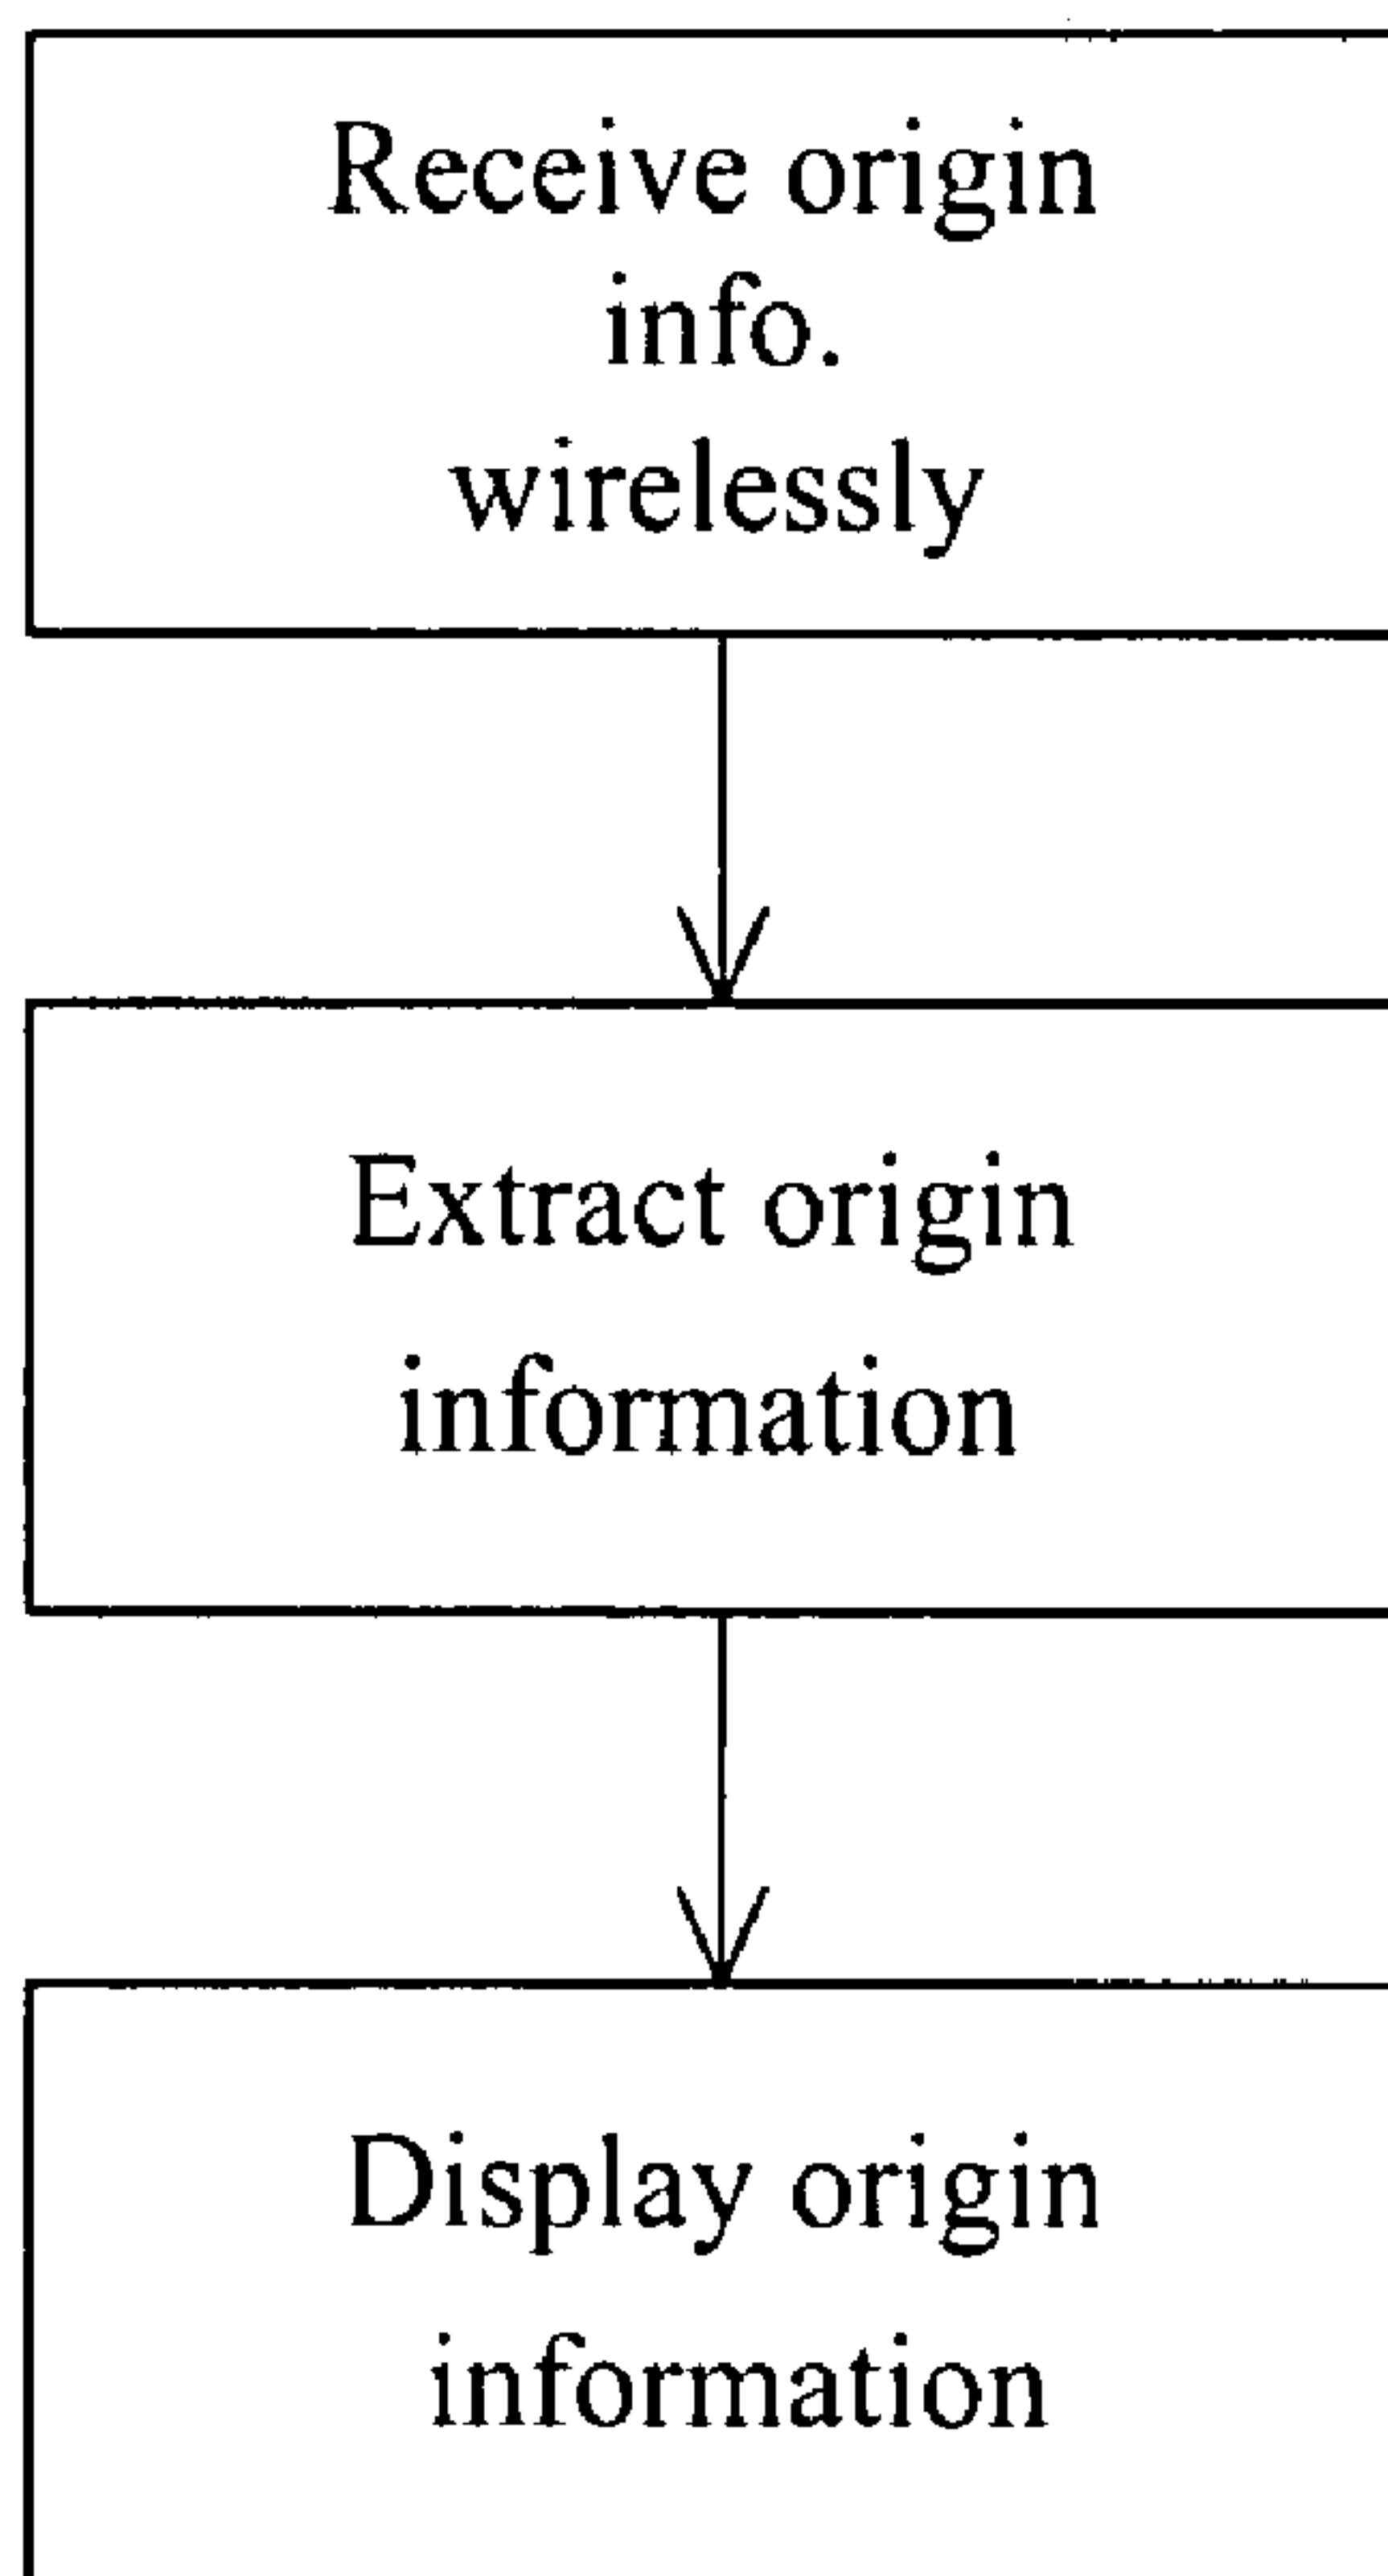 Receive origin
info.
wirelessly
Extract origin
information
Display origin
information